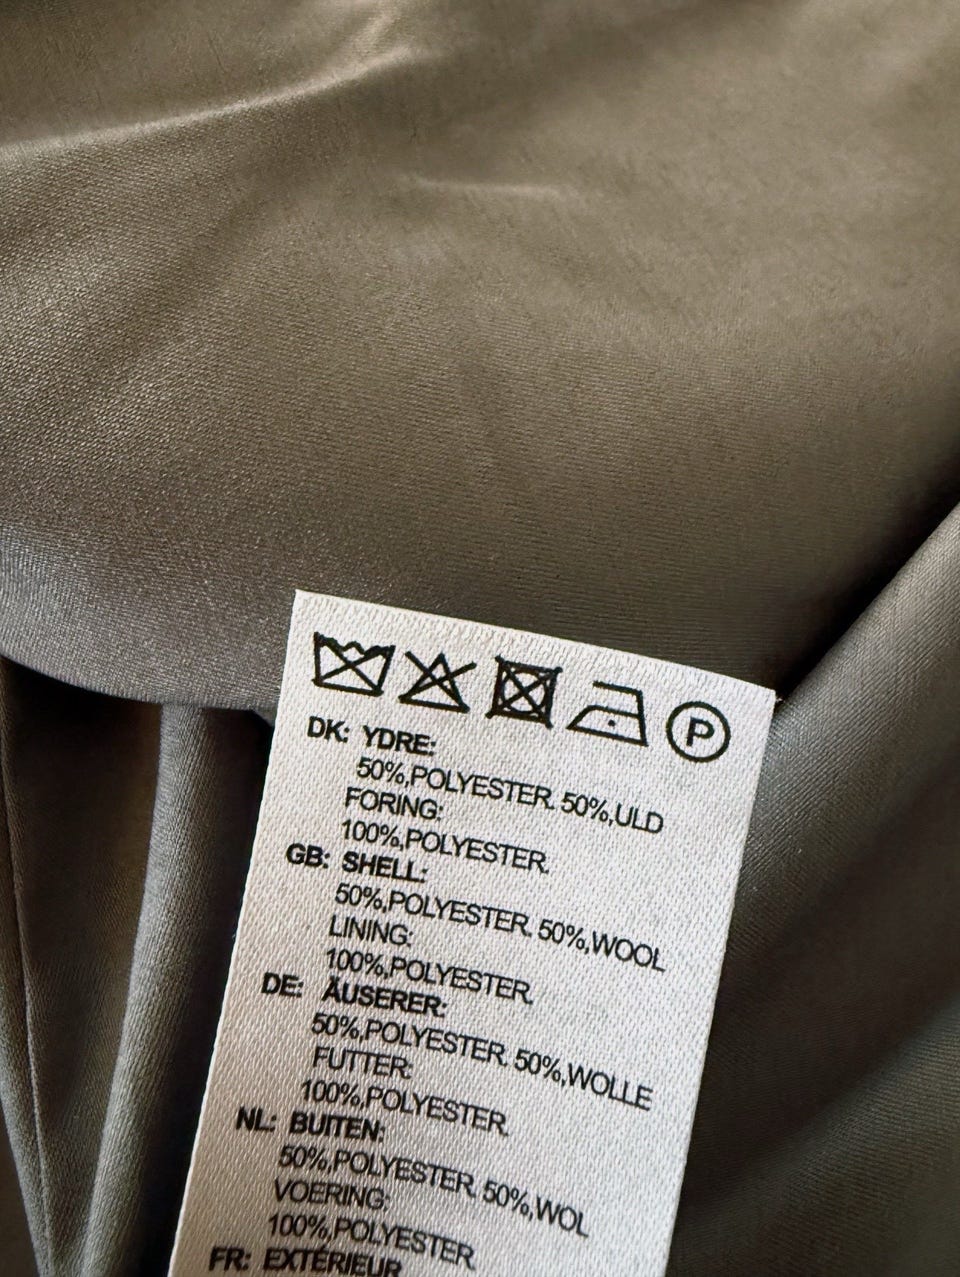 P
DK: YDRE:
50%,POLYESTER. 50%,ULD
FORING:
100%,POLYESTER.
GB: SHELL:
50%,POLYESTER. 50%,WOOL
LINING:
100%,POLYESTER.
DE: ÄUSERER:
50%,POLYESTER. 50%,WOLLE
FUTTER:
100%,POLYESTER.
NL: BUITEN:
50%,POLYESTER. 50%,WOL
VOERING:
100%,POLYESTER.
FR: EXTÉRIEUR